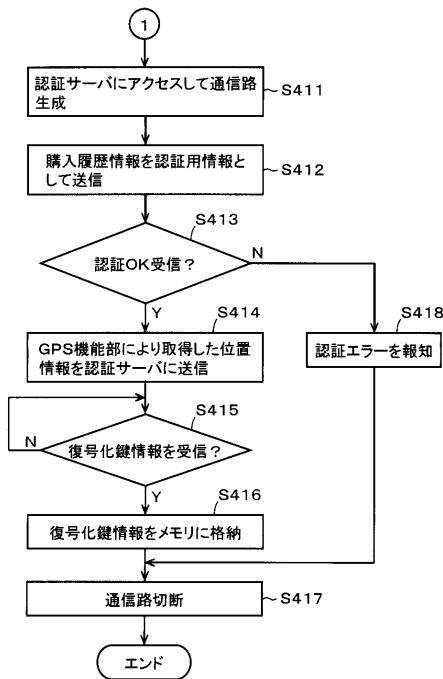 1
認証サーバにアクセスして通信路
生成
S411
購入履歴情報を認証用情報と
して送信
S412
S413
認証OK受信?
N
Y
S414
GPS機能部により取得した位置
情報を認証サーバに送信
S418
認証エラーを報知
S415
復号化鍵情報を受信?
N
Y
S416
復号化鍵情報をメモリに格納
通信路切断
S417
エンド